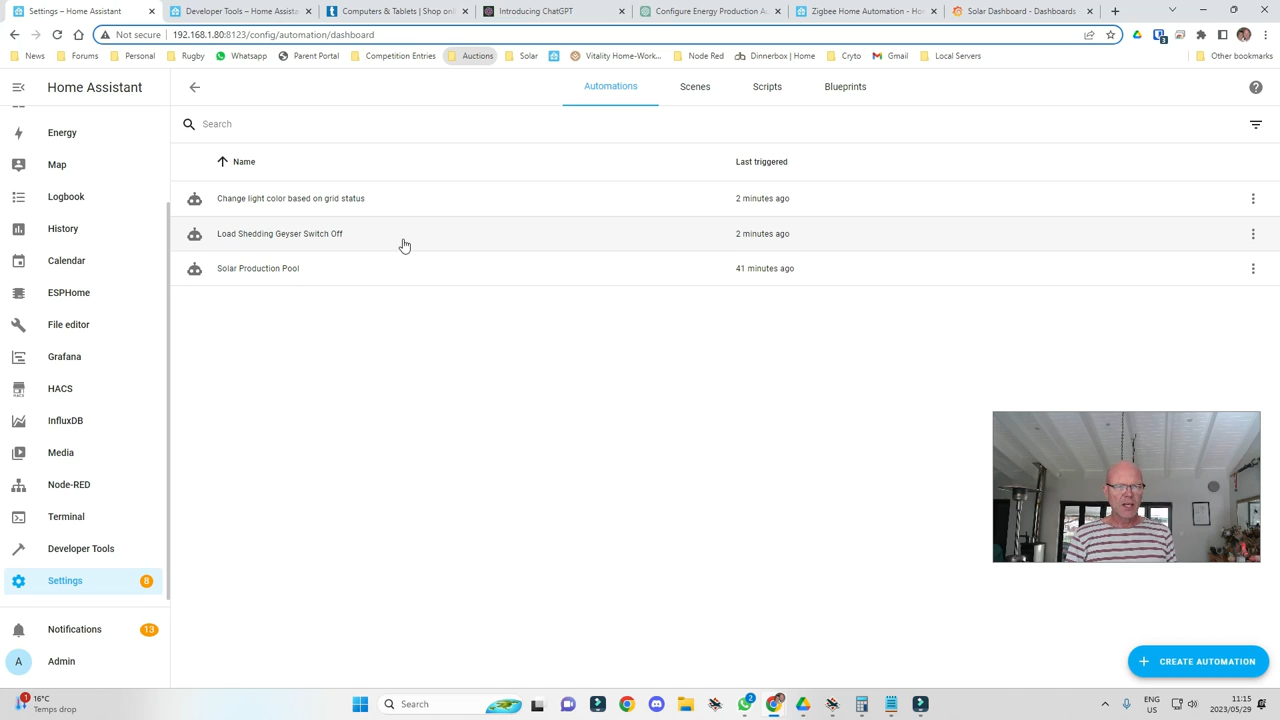 Settings – Home Assistant
Developer Tools – Home Assista
Computers & Tablets | Shop onl
Introducing ChatGPT
Configure Energy Production Au
Zigbee Home Automation - Hom
Solar Dashboard - Dashboards
Not secure | 192.168.1.80:8123/config/automation/dashboard
News
Forums
Personal
Rugby
Whatsapp
Parent Portal
Competition Entries
Auctions
Solar
Vitality Home-Work...
Node Red
Dinnerbox | Home
Cryto
Gmail
Local Servers
Other bookmarks
Home Assistant
Automations
Scenes
Scripts
Blueprints
Energy
Map
Logbook
History
Calendar
ESPHome
File editor
Grafana
HACS
InfluxDB
Media
Node-RED
Terminal
Developer Tools
Settings 8
Notifications 13
A Admin
Search
Name Last triggered
Change light color based on grid status 2 minutes ago
Load Shedding Geyser Switch Off 2 minutes ago
Solar Production Pool 41 minutes ago
CREATE AUTOMATION
1 16°C
Temps drop
Search
2
ENG
US
11:15
2023/05/29